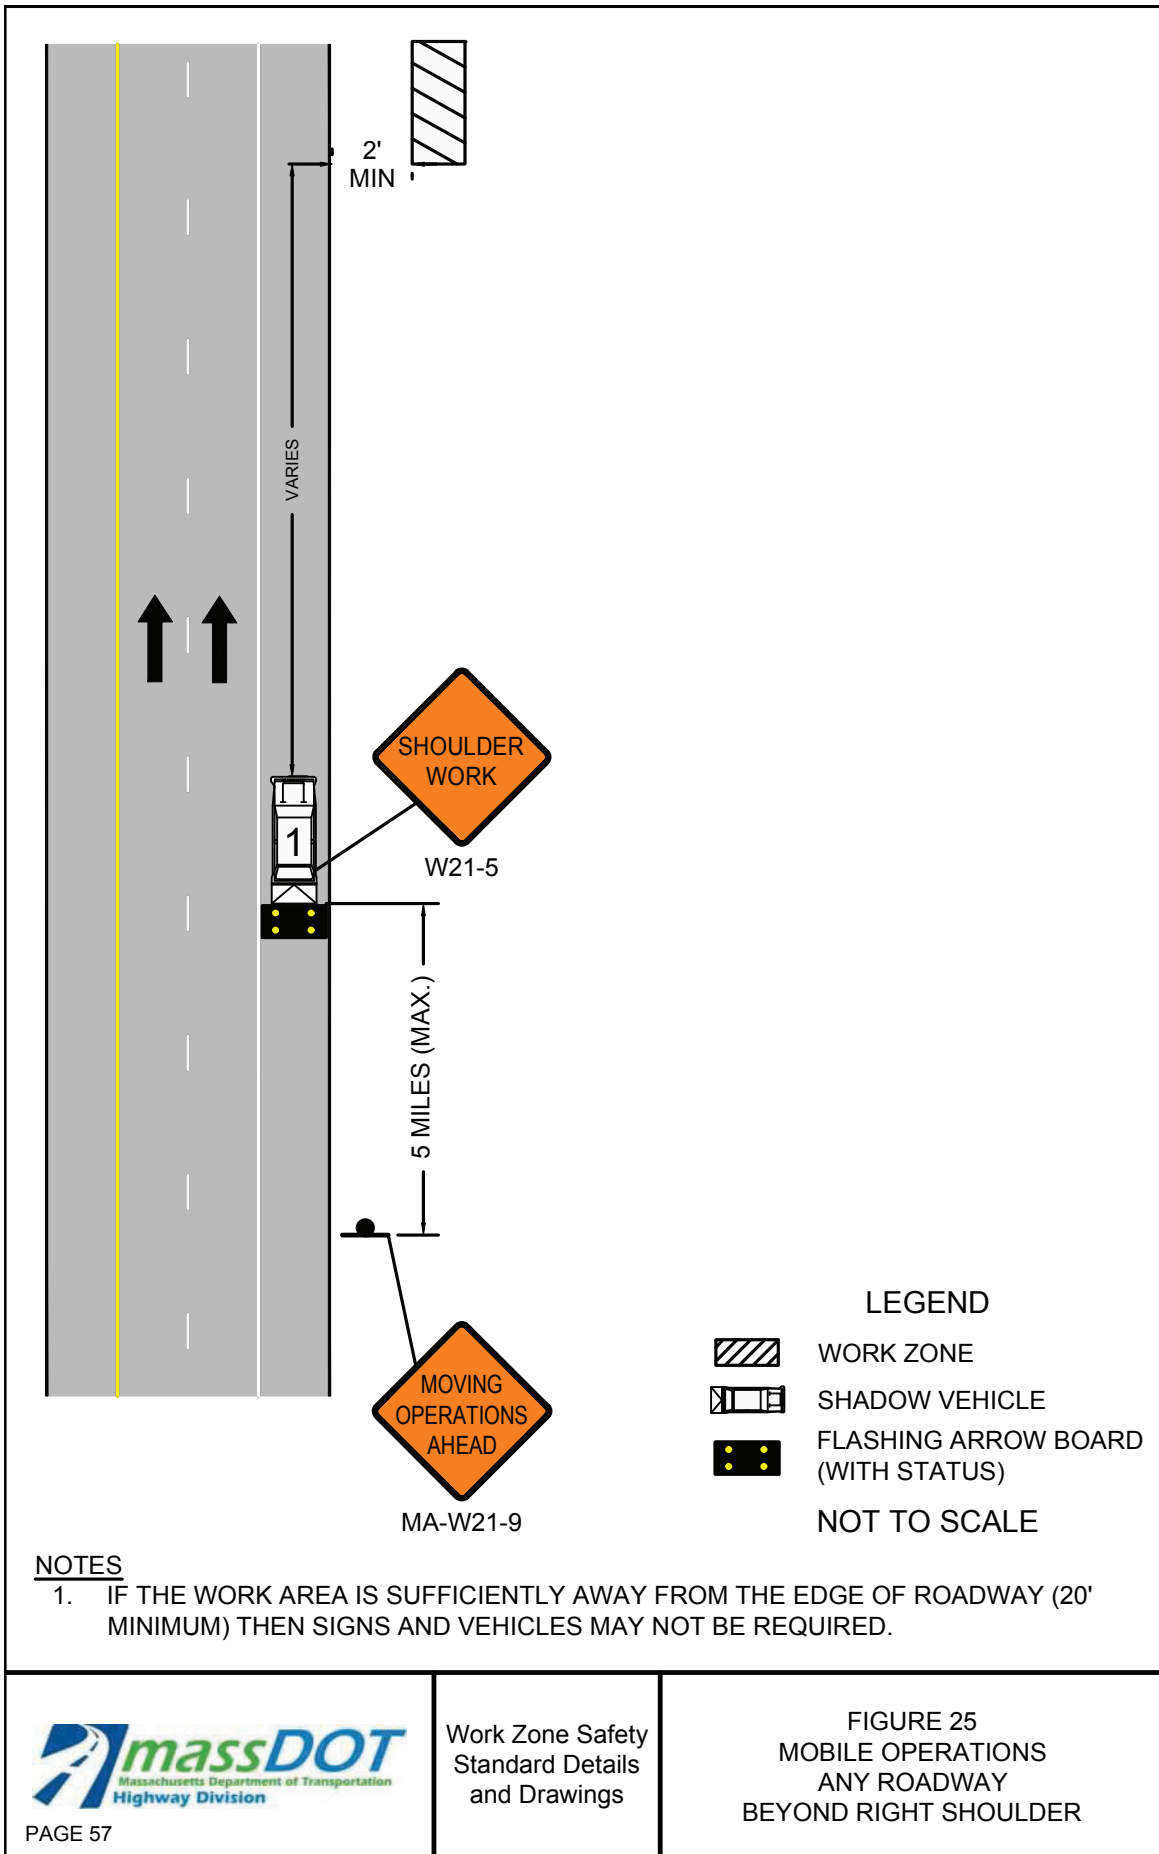 2'
MIN
VARIES
SHOULDER
WORK
1
W21-5
5 MILES (MAX.)
MOVING
OPERATIONS
AHEAD
MA-W21-9
LEGEND
WORK ZONE
SHADOW VEHICLE
FLASHING ARROW BOARD
(WITH STATUS)
NOT TO SCALE
NOTES
1. IF THE WORK AREA IS SUFFICIENTLY AWAY FROM THE EDGE OF ROADWAY (20'
MINIMUM) THEN SIGNS AND VEHICLES MAY NOT BE REQUIRED.
massDOT
Massachusetts Department of Transportation
Highway Division
PAGE 57
Work Zone Safety
Standard Details
and Drawings
FIGURE 25
MOBILE OPERATIONS
ANY ROADWAY
BEYOND RIGHT SHOULDER